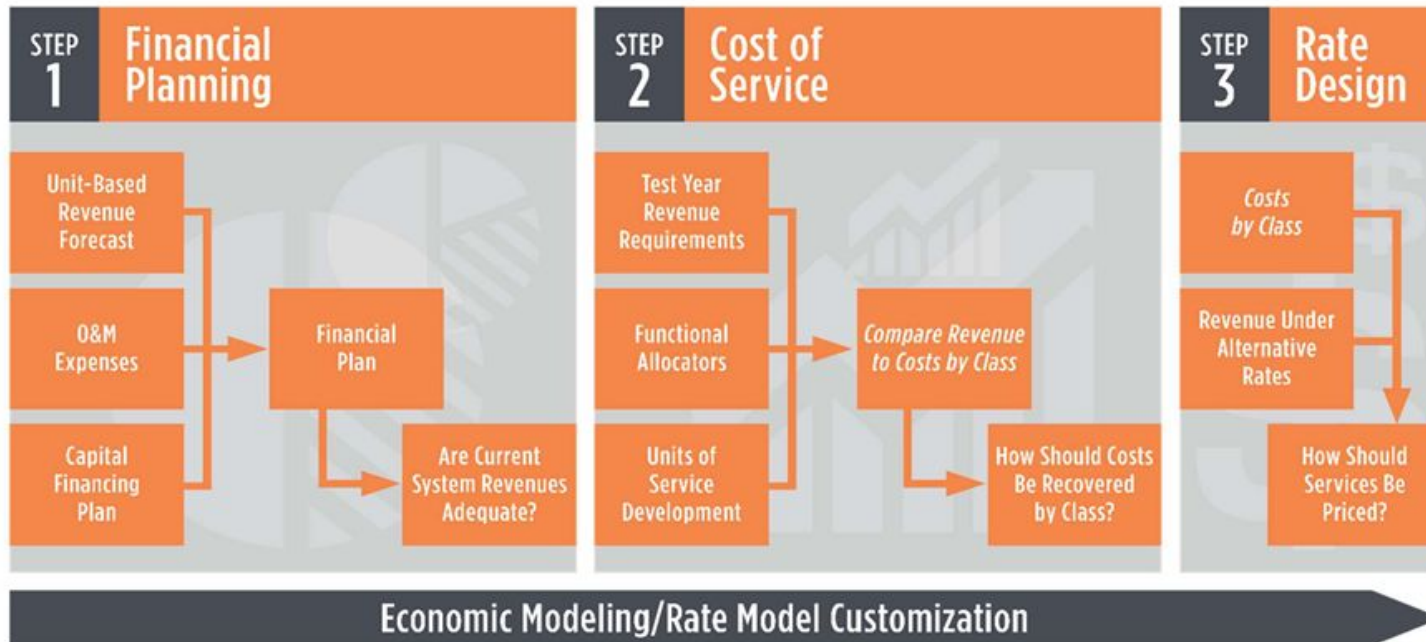 STEP
1
Financial
Planning
Unit-Based
Revenue
Forecast
O&M
Expenses
Capital
Financing
Plan
Financial
Plan
Are Current
System Revenues
Adequate?
STEP
2
Cost of
Service
Test Year
Revenue
Requirements
Functional
Allocators
Units of
Service
Development
Compare Revenue
to Costs by Class
How Should Costs
Be Recovered
by Class?
STEP
3
Rate
Design
Costs
by Class
Revenue Under
Alternative
Rates
How Should
Services Be
Priced?
Economic Modeling/Rate Model Customization